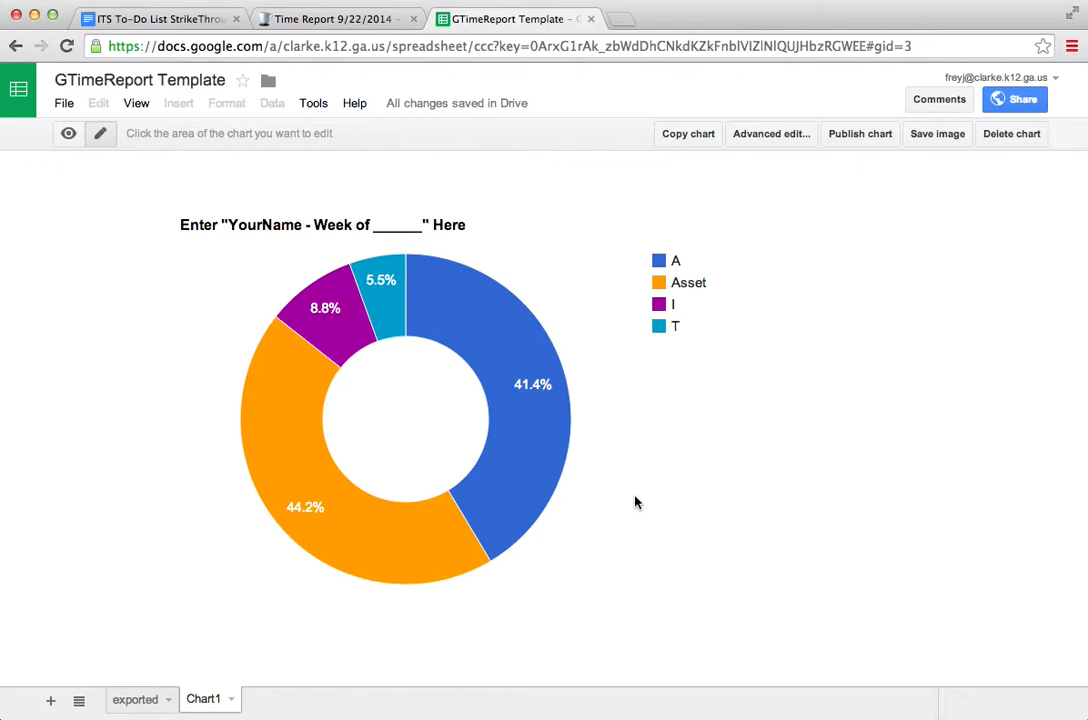 ITS To-Do List StrikeThrou
Time Report 9/22/2014 -
GTimeReport Template -
https://docs.google.com/a/clarke.k12.ga.us/spreadsheet/ccc?key=0ArxG1rAk_zbWdDhCNkdKZkFnblVIZlNlQUJHbzRGWEE#gid=3
GTimeReport Template
freyj@clarke.k12.ga.us
File Edit View Insert Format Data Tools Help All changes saved in Drive
Comments Share
Click the area of the chart you want to edit
Copy chart Advanced edit... Publish chart Save image Delete chart
Enter "YourName - Week of ______" Here
A
Asset
I
T
5.5%
8.8%
41.4%
44.2%
exported Chart1